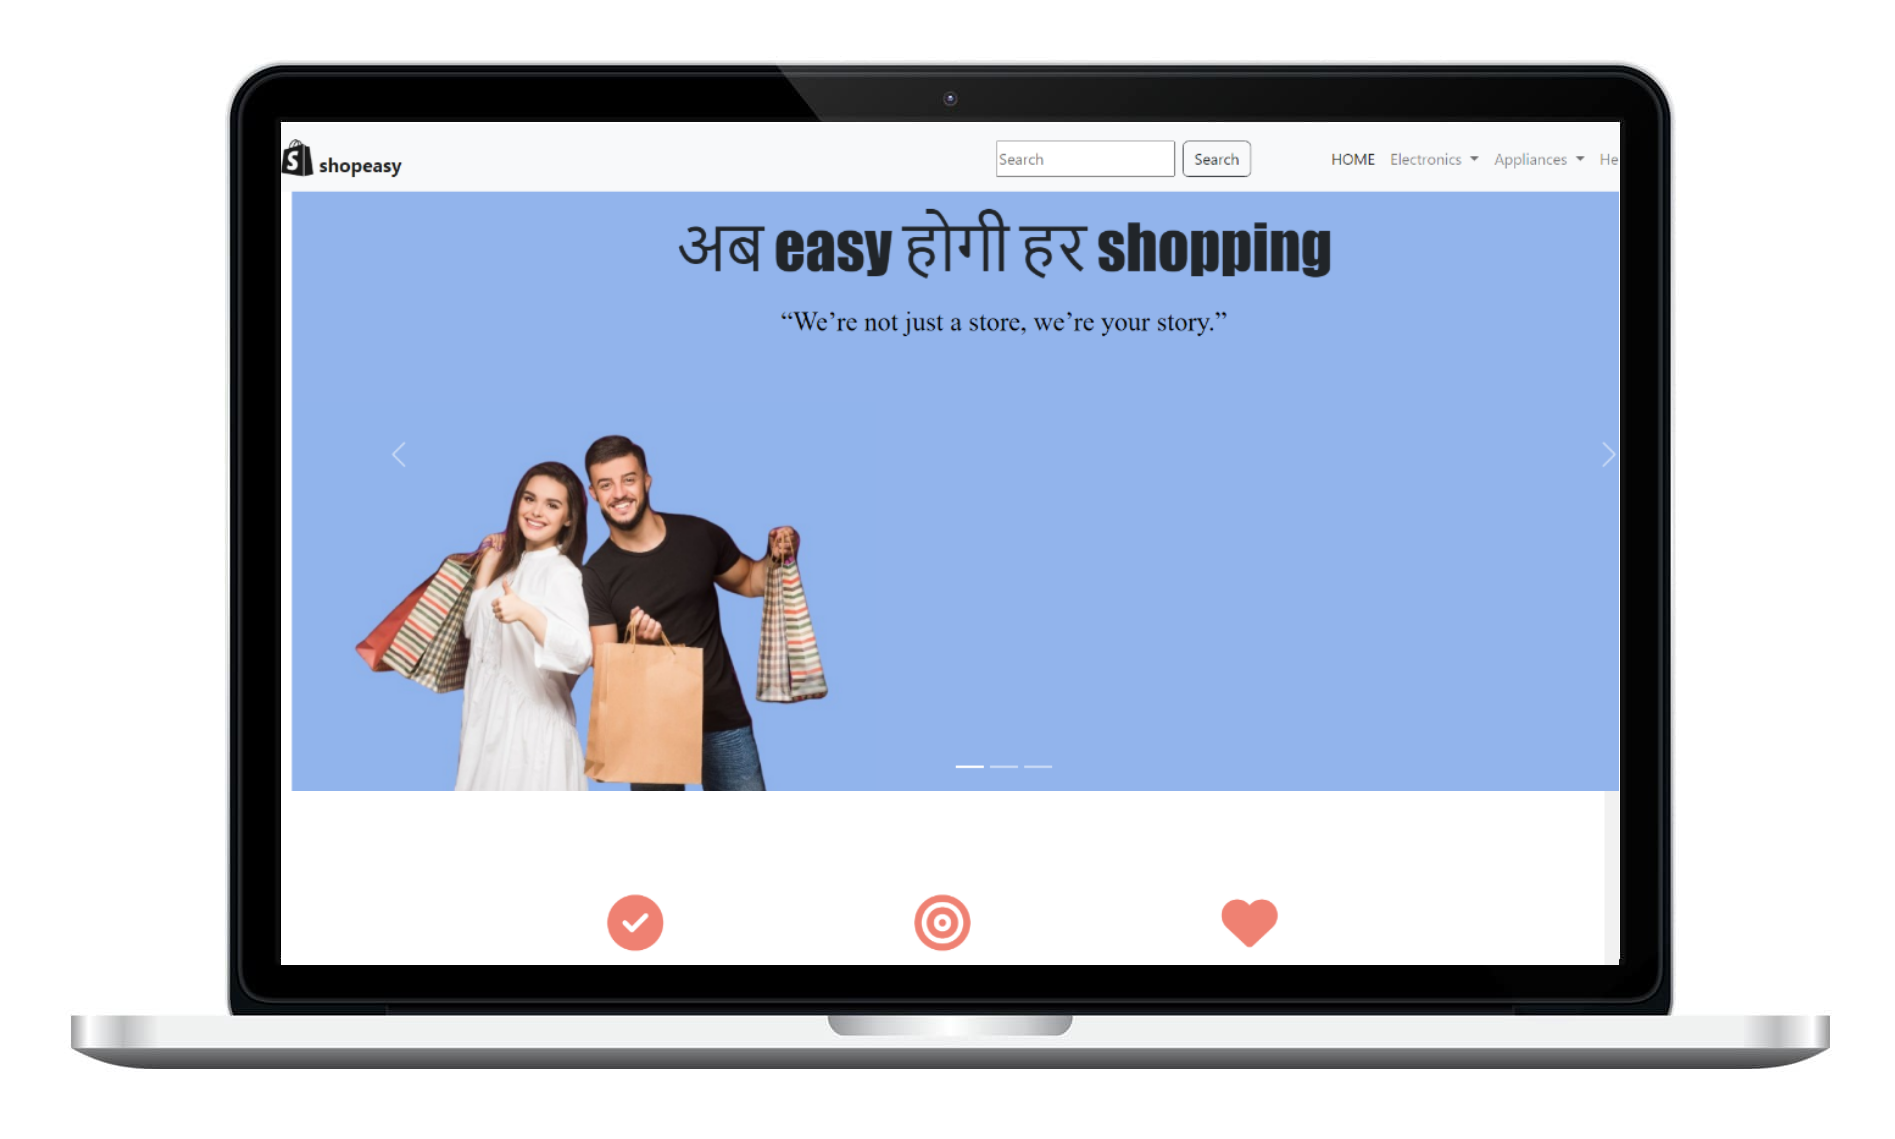 shopeasy
Search Search HOME Electronics Appliances He
अब easy होगी हर shopping
“We’re not just a store, we’re your story.”